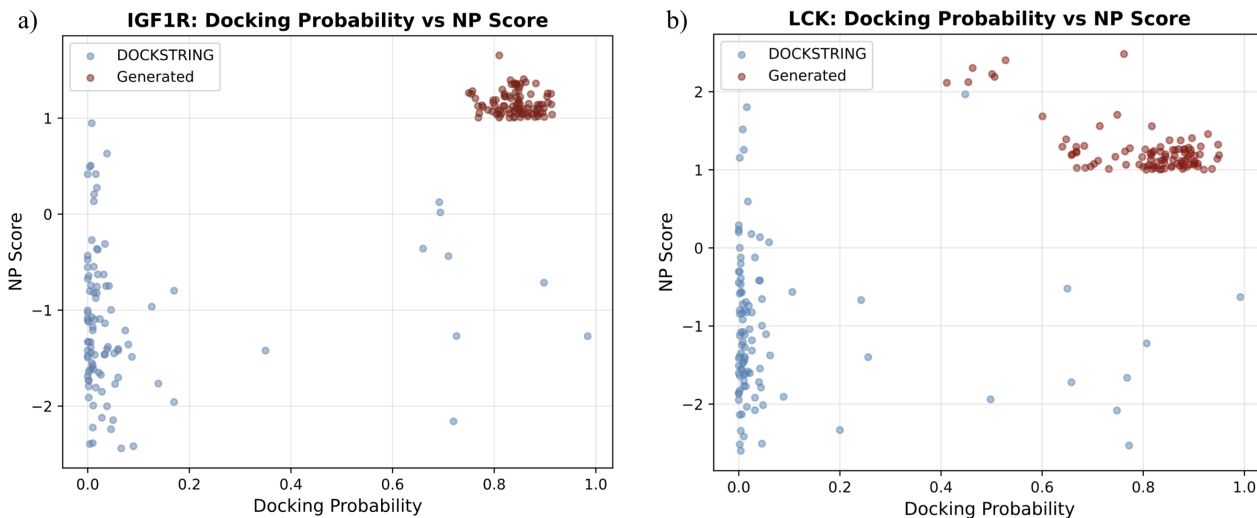 a)
IGF1R: Docking Probability vs NP Score
DOCKSTRING
Generated
1
0
−1
−2
NP Score
0.0 0.2 0.4 0.6 0.8 1.0
Docking Probability
b)
LCK: Docking Probability vs NP Score
DOCKSTRING
Generated
2
1
0
−1
−2
NP Score
0.0 0.2 0.4 0.6 0.8 1.0
Docking Probability